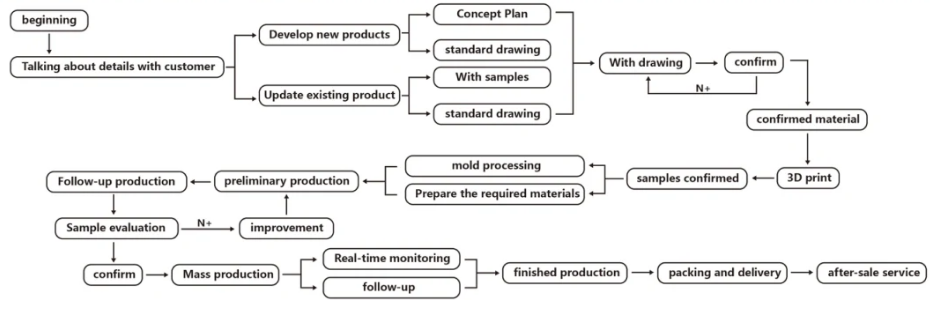 beginning
Talking about details with customer
Develop new products
Update existing product
Concept Plan
standard drawing
With samples
standard drawing
With drawing
confirm
N+
confirmed material
3D print
samples confirmed
mold processing
Prepare the required materials
preliminary production
Follow-up production
Sample evaluation
N+
improvement
confirm
Mass production
Real-time monitoring
follow-up
finished production
packing and delivery
after-sale service